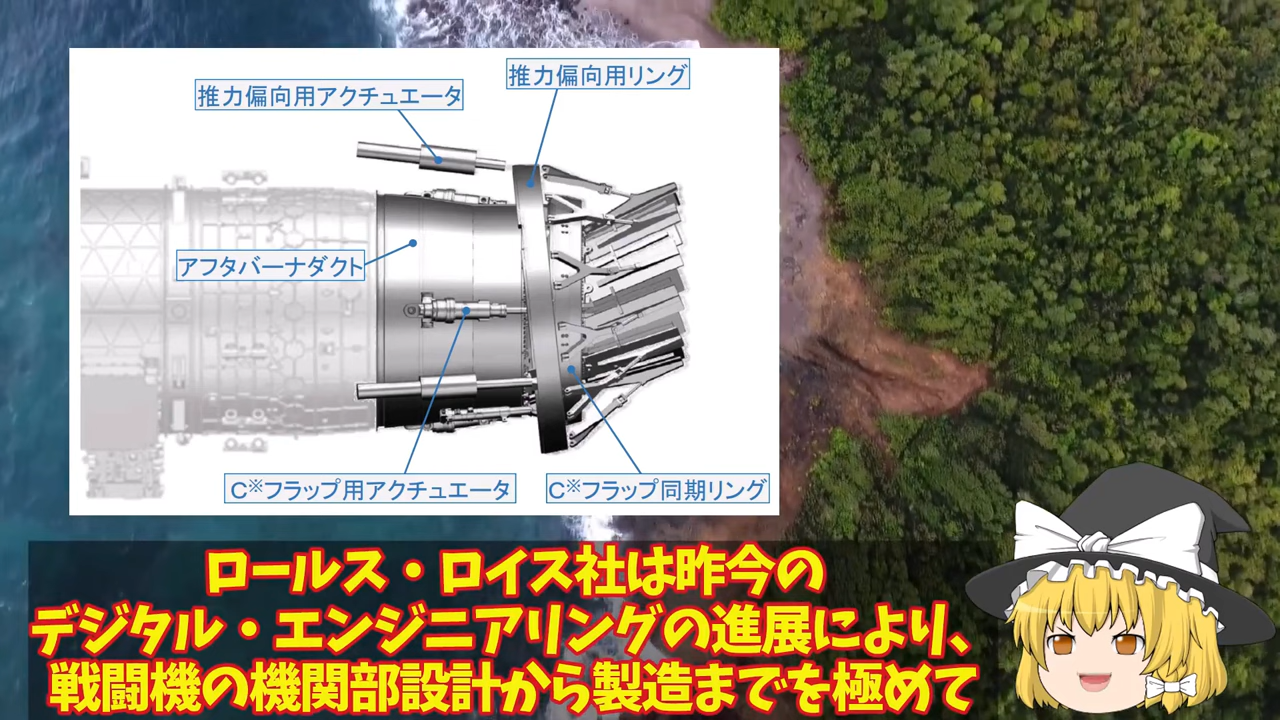 推力偏向用リング
推力偏向用アクチュエータ
アフタバーナダクト
C※フラップ用アクチュエータ
C※フラップ同期リング
ロールス・ロイス社は昨今の
デジタル・エンジニアリングの進展により、
戦闘機の機関部設計から製造までを極めて